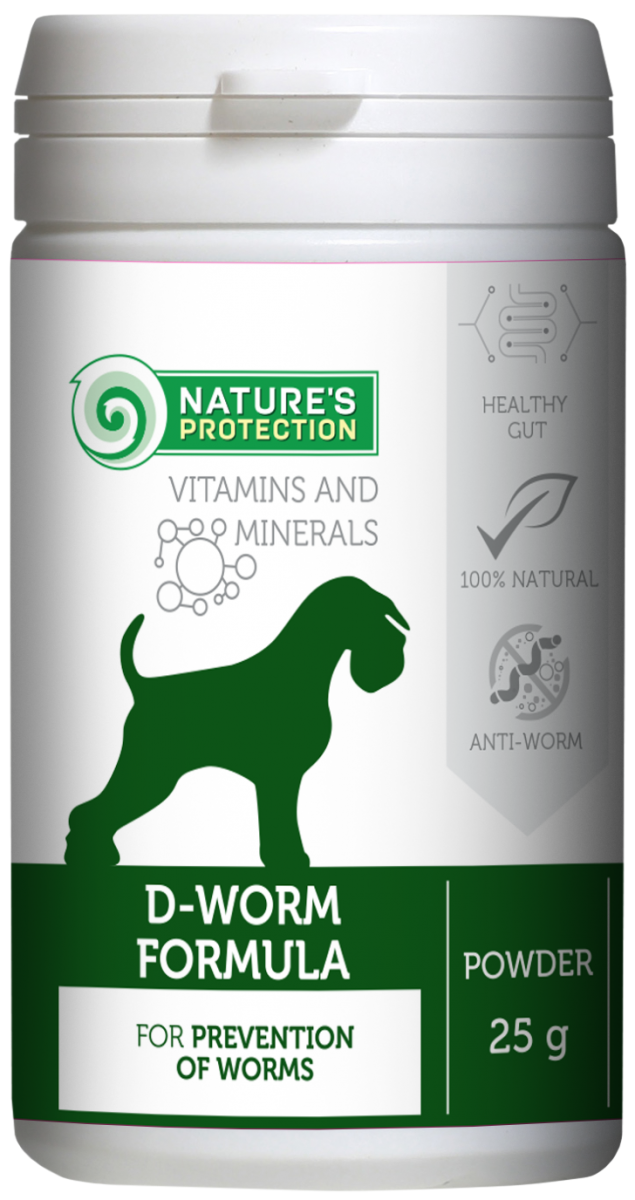 NATURE'S
PROTECTION
VITAMINS AND
MINERALS
HEALTHY
GUT
100% NATURAL
ANTI-WORM
D-WORM
FORMULA
FOR PREVENTION
OF WORMS
POWDER
25 g